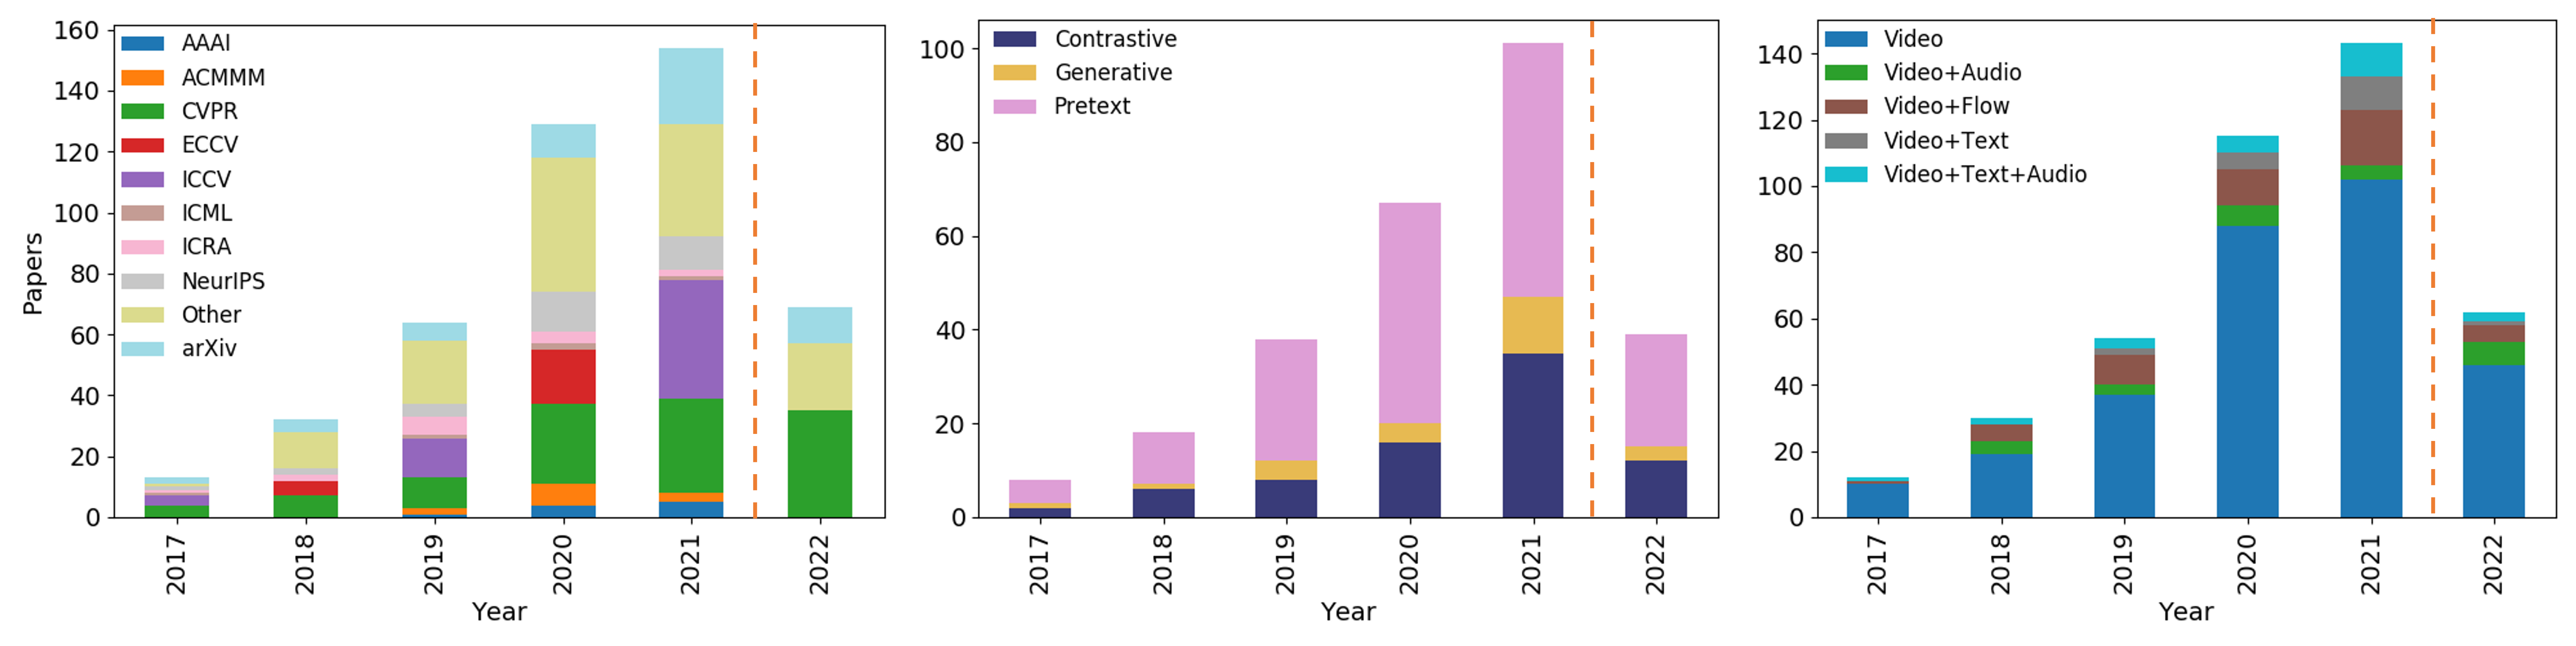 Papers
160
140
120
100
80
60
40
20
0
AAAI
ACMMM
CVPR
ECCV
ICCV
ICML
ICRA
NeurIPS
Other
arXiv
2017
2018
2019
2020
2021
2022
Year
100
80
60
40
20
0
Contrastive
Generative
Pretext
2017
2018
2019
2020
2021
2022
Year
140
120
100
80
60
40
20
0
Video
Video+Audio
Video+Flow
Video+Text
Video+Text+Audio
2017
2018
2019
2020
2021
2022
Year